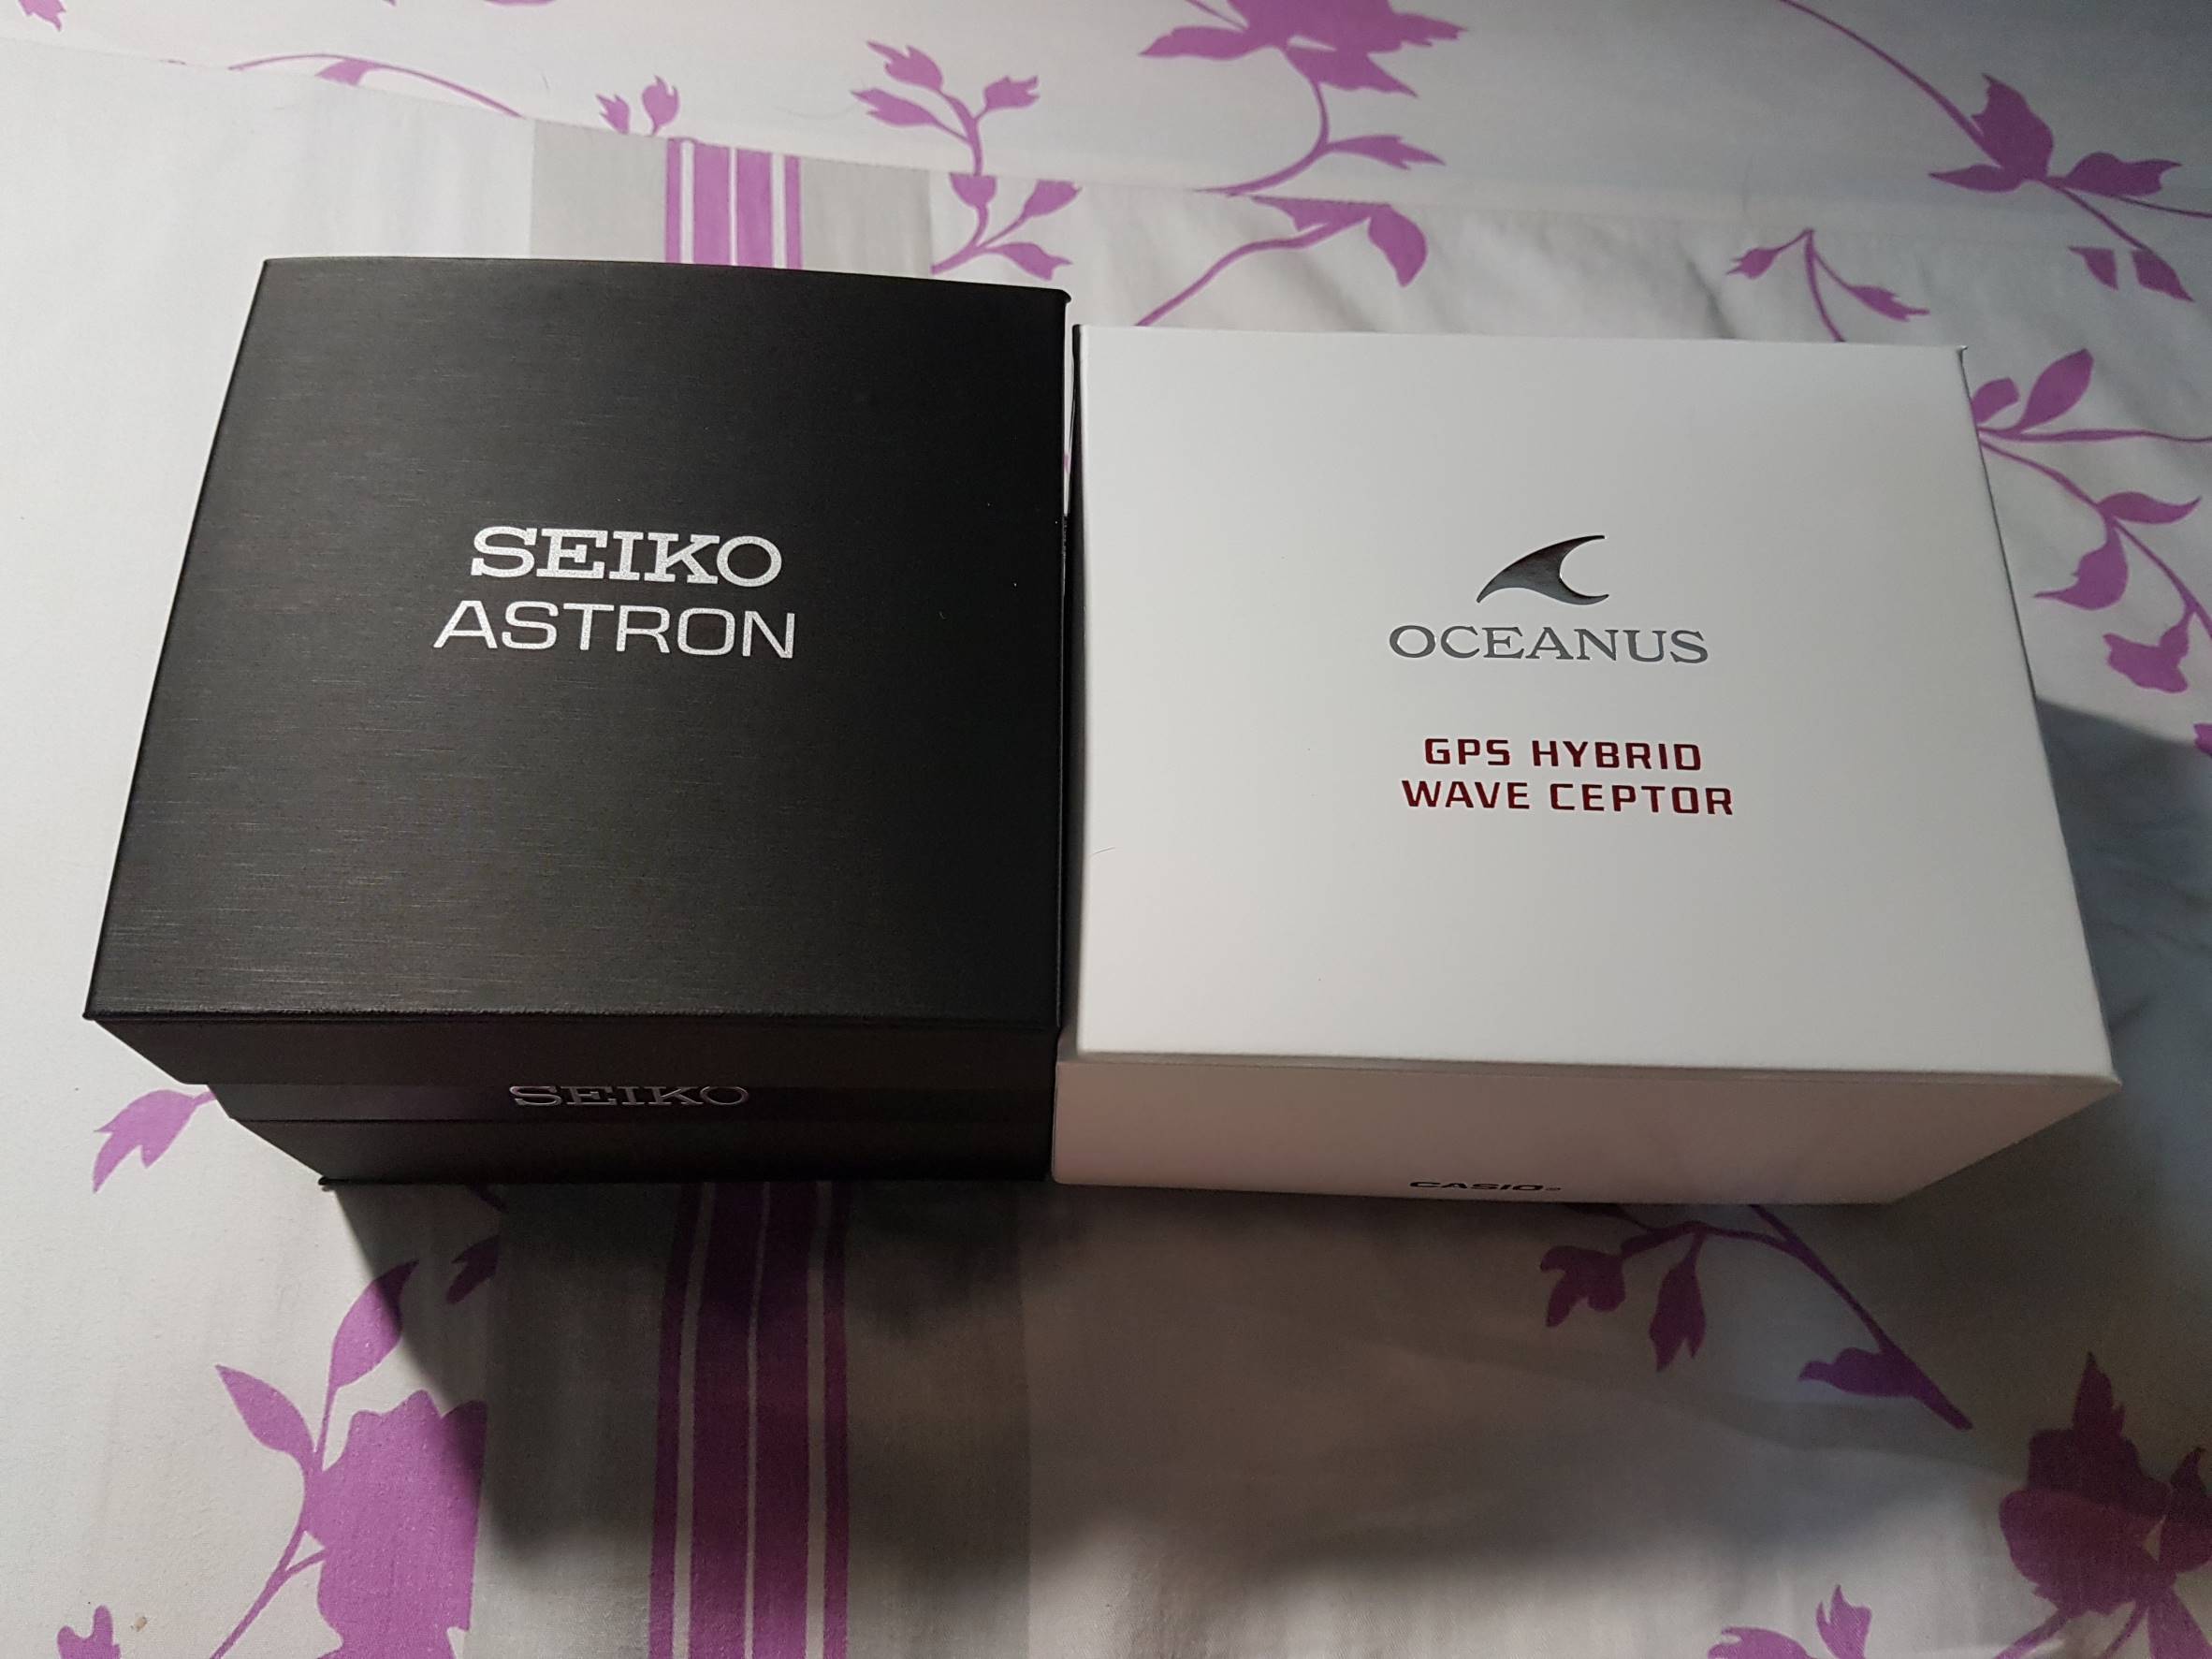 SEIKO
ASTRON
SEIKO
OCEANUS
GPS HYBRID
WAVE CEPTOR
CASIO